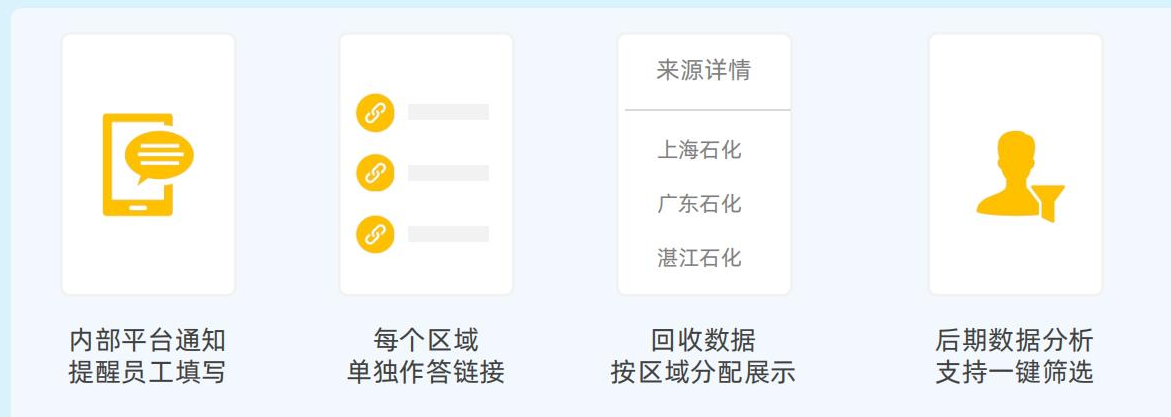 来源详情
上海石化
广东石化
湛江石化
内部平台通知
提醒员工填写
每个区域
单独作答链接
回收数据
按区域分配展示
后期数据分析
支持一键筛选